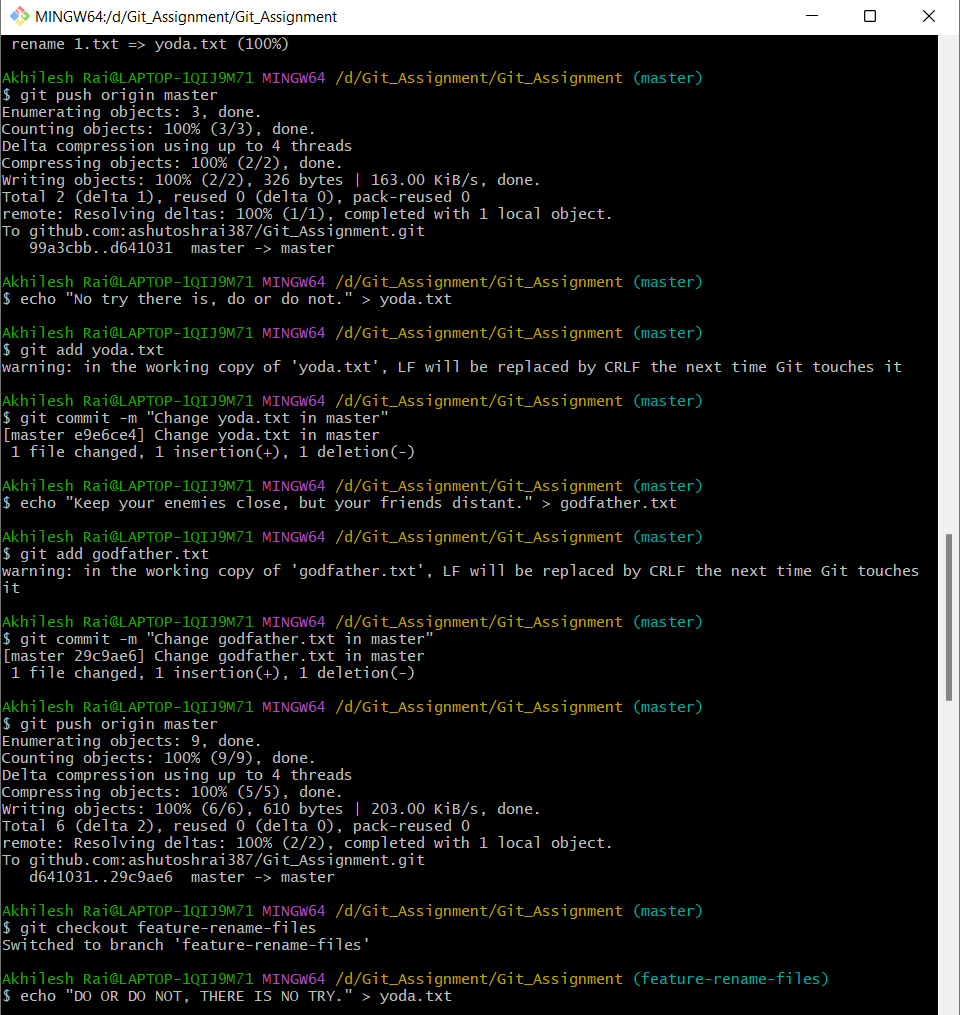 MINGW64:/d/Git_Assignment/Git_Assignment
rename 1.txt => yoda.txt (100%)
Akhilesh Rai@LAPTOP-1QIJ9M71 MINGW64 /d/Git_Assignment/Git_Assignment (master)
$ git push origin master
Enumerating objects: 3, done.
Counting objects: 100% (3/3), done.
Delta compression using up to 4 threads
Compressing objects: 100% (2/2), done.
Writing objects: 100% (2/2), 326 bytes | 163.00 KiB/s, done.
Total 2 (delta 1), reused 0 (delta 0), pack-reused 0
remote: Resolving deltas: 100% (1/1), completed with 1 local object.
To github.com:ashutoshrai387/Git_Assignment.git
99a3cbb..d641031  master -> master
Akhilesh Rai@LAPTOP-1QIJ9M71 MINGW64 /d/Git_Assignment/Git_Assignment (master)
$ echo "No try there is, do or do not." > yoda.txt
Akhilesh Rai@LAPTOP-1QIJ9M71 MINGW64 /d/Git_Assignment/Git_Assignment (master)
$ git add yoda.txt
warning: in the working copy of 'yoda.txt', LF will be replaced by CRLF the next time Git touches it
Akhilesh Rai@LAPTOP-1QIJ9M71 MINGW64 /d/Git_Assignment/Git_Assignment (master)
$ git commit -m "Change yoda.txt in master"
[master e9e6ce4] Change yoda.txt in master
1 file changed, 1 insertion(+), 1 deletion(-)
Akhilesh Rai@LAPTOP-1QIJ9M71 MINGW64 /d/Git_Assignment/Git_Assignment (master)
$ echo "Keep your enemies close, but your friends distant." > godfather.txt
Akhilesh Rai@LAPTOP-1QIJ9M71 MINGW64 /d/Git_Assignment/Git_Assignment (master)
$ git add godfather.txt
warning: in the working copy of 'godfather.txt', LF will be replaced by CRLF the next time Git touches
it
Akhilesh Rai@LAPTOP-1QIJ9M71 MINGW64 /d/Git_Assignment/Git_Assignment (master)
$ git commit -m "Change godfather.txt in master"
[master 29c9ae6] Change godfather.txt in master
1 file changed, 1 insertion(+), 1 deletion(-)
Akhilesh Rai@LAPTOP-1QIJ9M71 MINGW64 /d/Git_Assignment/Git_Assignment (master)
$ git push origin master
Enumerating objects: 9, done.
Counting objects: 100% (9/9), done.
Delta compression using up to 4 threads
Compressing objects: 100% (5/5), done.
Writing objects: 100% (6/6), 610 bytes | 203.00 KiB/s, done.
Total 6 (delta 2), reused 0 (delta 0), pack-reused 0
remote: Resolving deltas: 100% (2/2), completed with 1 local object.
To github.com:ashutoshrai387/Git_Assignment.git
d641031..29c9ae6  master -> master
Akhilesh Rai@LAPTOP-1QIJ9M71 MINGW64 /d/Git_Assignment/Git_Assignment (master)
$ git checkout feature-rename-files
Switched to branch 'feature-rename-files'
Akhilesh Rai@LAPTOP-1QIJ9M71 MINGW64 /d/Git_Assignment/Git_Assignment (feature-rename-files)
$ echo "DO OR DO NOT, THERE IS NO TRY." > yoda.txt